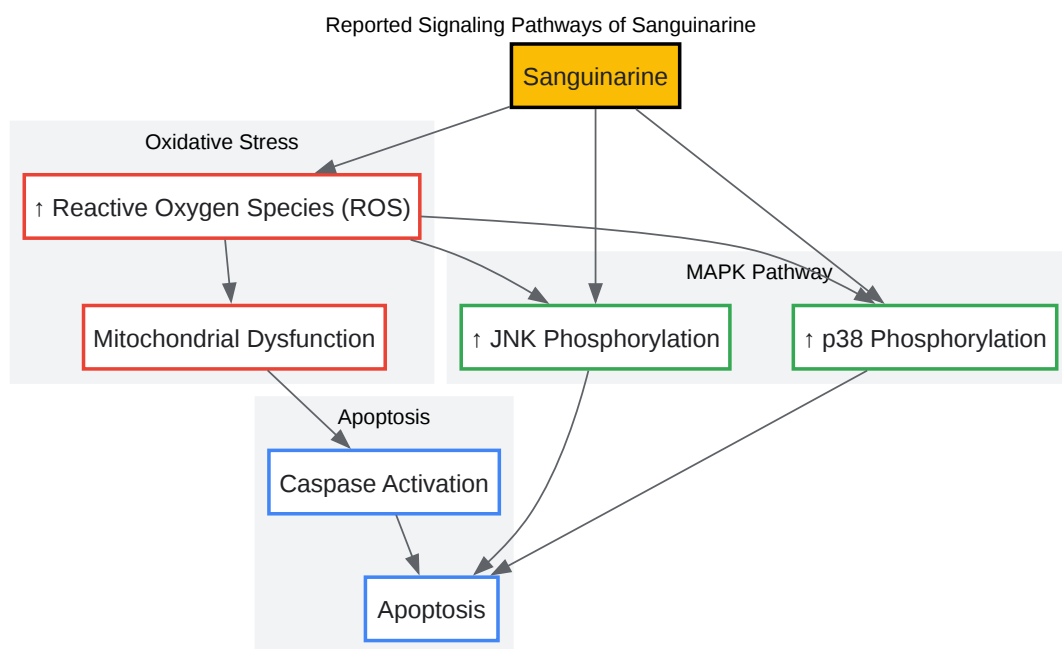 Reported Signaling Pathways of Sanguinarine
Sanguinarine
Oxidative Stress
↑ Reactive Oxygen Species (ROS)
MAPK Pathway
Mitochondrial Dysfunction
↑ JNK Phosphorylation
↑ p38 Phosphorylation
Apoptosis
Caspase Activation
Apoptosis